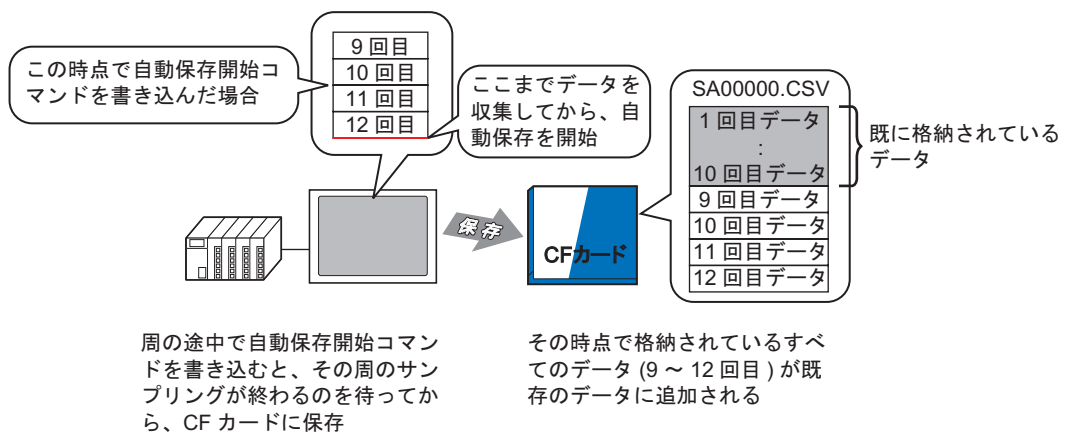 9 回目
10 回目
11 回目
12 回目
この時点で自動保存開始コ
マンドを書き込んだ場合
ここまでデータを
収集してから、自
動保存を開始
SA00000.CSV
1 回目データ
:
10 回目データ
9 回目データ
10 回目データ
11 回目データ
12 回目データ
既に格納されている
データ
保存
CFカード
周の途中で自動保存開始コマン
ドを書き込むと、その周のサン
プリングが終わるのを待ってか
ら、CF カードに保存
その時点で格納されているすべ
てのデータ (9 ～ 12 回目 ) が既
存のデータに追加される